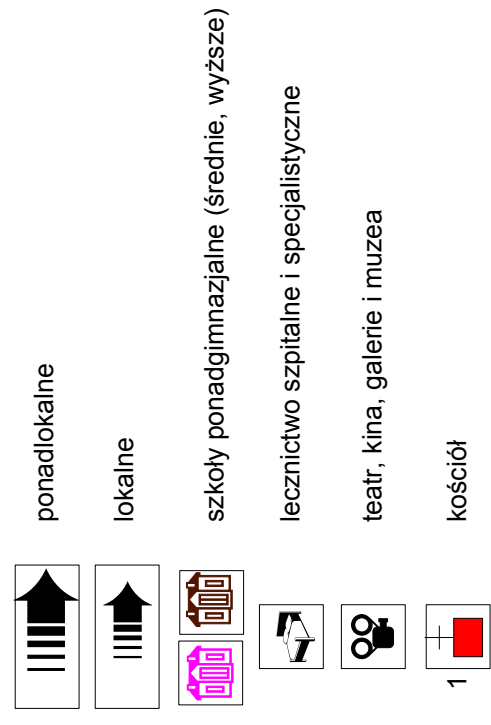 ponadlokalne
lokalne
szkoły ponadgimnazjalne (średnie, wyższe)
lecznictwo szpitalne i specjalistyczne
teatr, kina, galerie i muzea
1 kościół